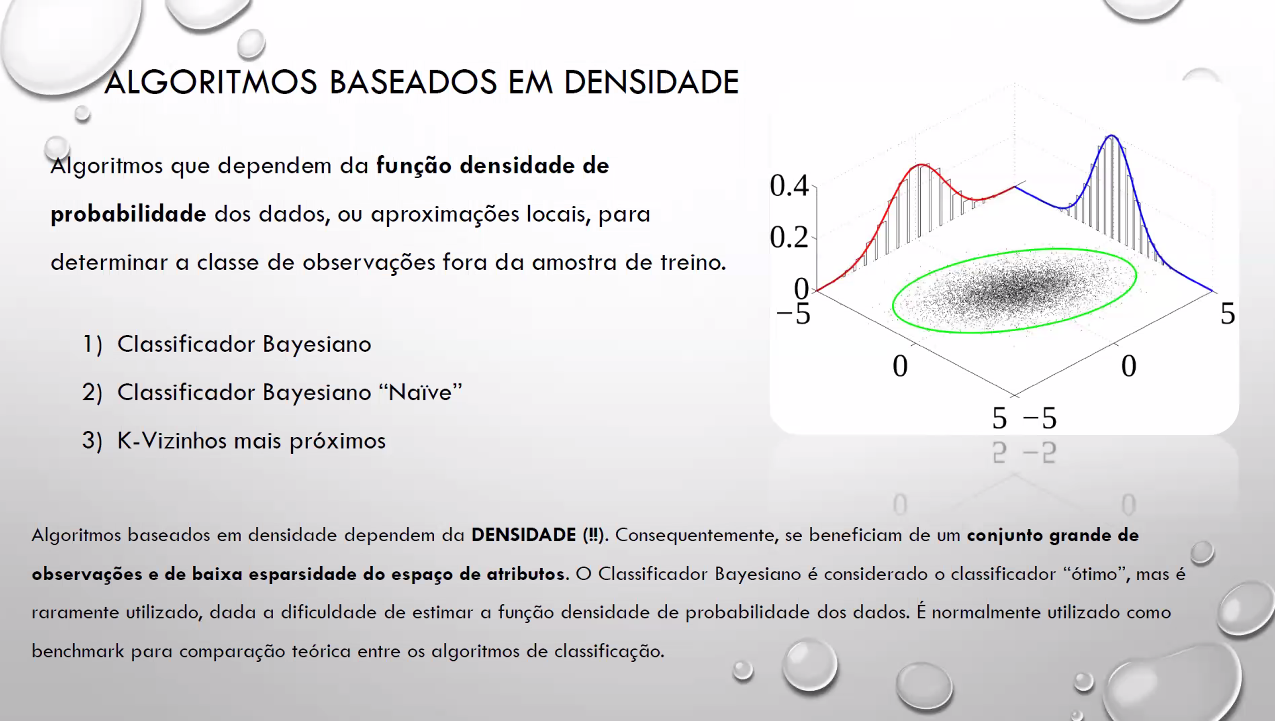 ALGORITMOS BASEADOS EM DENSIDADE
Algoritmos que dependem da função densidade de
probabilidade dos dados, ou aproximações locais, para
determinar a classe de observações fora da amostra de treino.
1) Classificador Bayesiano
2) Classificador Bayesiano “Naïve”
3) K-Vizinhos mais próximos
0.4
0.2
0
−5
0
5
−5
0
5
Algoritmos baseados em densidade dependem da DENSIDADE (!!). Consequentemente, se beneficiam de um conjunto grande de
observações e de baixa esparsidade do espaço de atributos. O Classificador Bayesiano é considerado o classificador “ótimo”, mas é
raramente utilizado, dada a dificuldade de estimar a função densidade de probabilidade dos dados. É normalmente utilizado como
benchmark para comparação teórica entre os algoritmos de classificação.